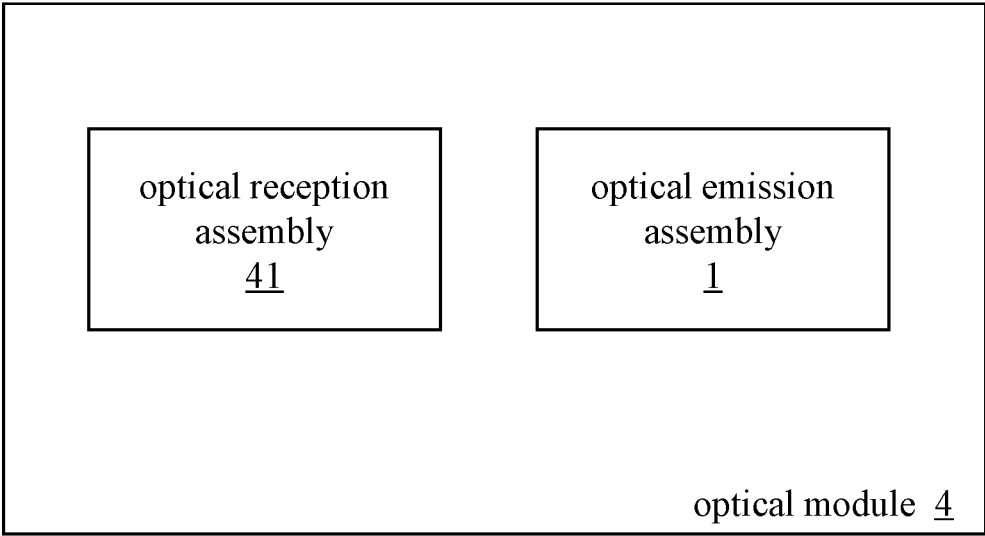 optical reception
assembly
41
optical emission
assembly
1
optical module 4